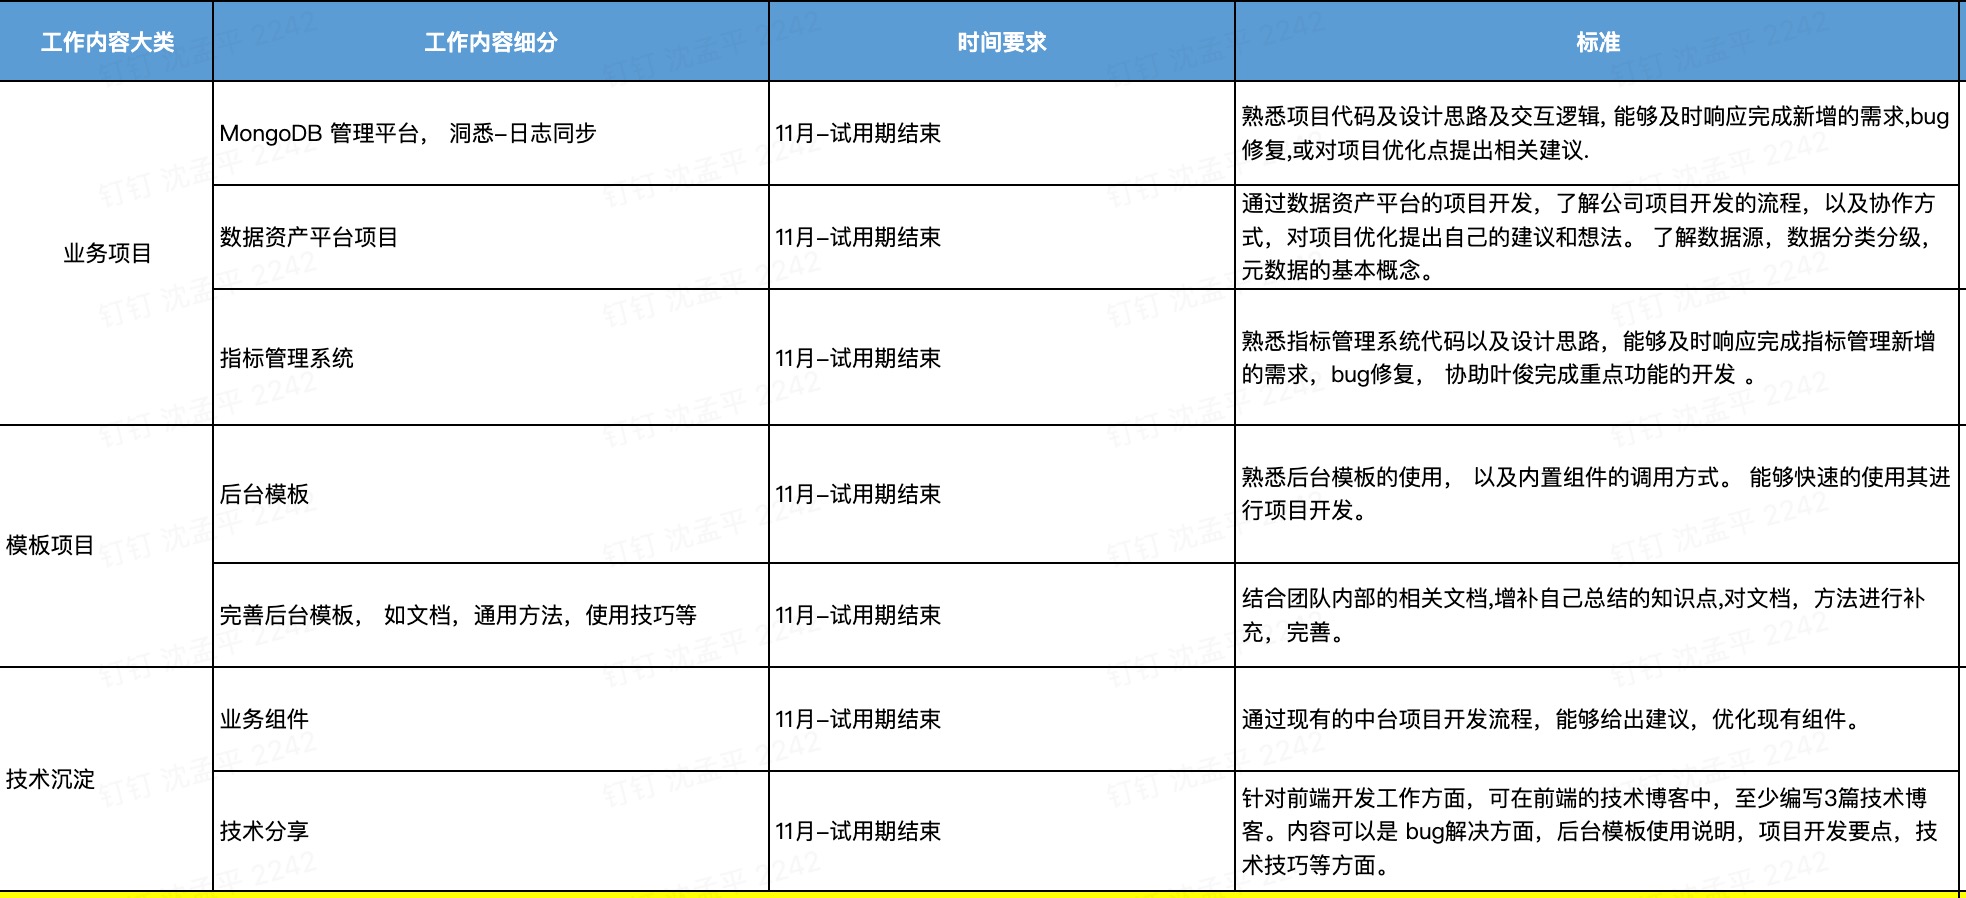 工作内容大类
工作内容细分
时间要求
标准
业务项目
MongoDB 管理平台， 洞悉-日志同步
11月-试用期结束
熟悉项目代码及设计思路及交互逻辑, 能够及时响应完成新增的需求,bug
修复,或对项目优化点提出相关建议.
数据资产平台项目
11月-试用期结束
通过数据资产平台的项目开发，了解公司项目开发的流程，以及协作方
式，对项目优化提出自己的建议和想法。 了解数据源，数据分类分级，
元数据的基本概念。
指标管理系统
11月-试用期结束
熟悉指标管理系统代码以及设计思路，能够及时响应完成指标管理新增
的需求，bug修复， 协助叶俊完成重点功能的开发 。
模板项目
后台模板
11月-试用期结束
熟悉后台模板的使用， 以及内置组件的调用方式。 能够快速的使用其进
行项目开发。
完善后台模板， 如文档，通用方法，使用技巧等
11月-试用期结束
结合团队内部的相关文档,增补自己总结的知识点,对文档，方法进行补
充，完善。
技术沉淀
业务组件
11月-试用期结束
通过现有的中台项目开发流程，能够给出建议，优化现有组件。
技术分享
11月-试用期结束
针对前端开发工作方面，可在前端的技术博客中，至少编写3篇技术博
客。内容可以是 bug解决方面，后台模板使用说明，项目开发要点，技
术技巧等方面。
钉钉 沈孟平 2242